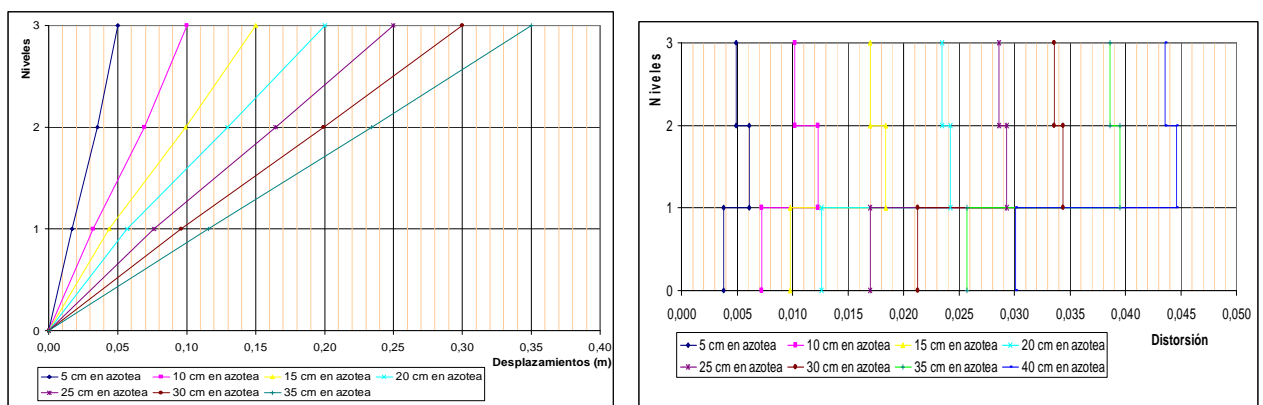 Niveles
3
2
1
0
0,00 0,05 0,10 0,15 0,20 0,25 0,30 0,35 0,40
Desplazamientos (m)
5 cm en azotea 10 cm en azotea 15 cm en azotea 20 cm en azotea
25 cm en azotea 30 cm en azotea 35 cm en azotea
Niveles
3
2
1
0
0,000 0,005 0,010 0,015 0,020 0,025 0,030 0,035 0,040 0,045 0,050
Distorsión
5 cm en azotea 10 cm en azotea 15 cm en azotea 20 cm en azotea
25 cm en azotea 30 cm en azotea 35 cm en azotea 40 cm en azotea